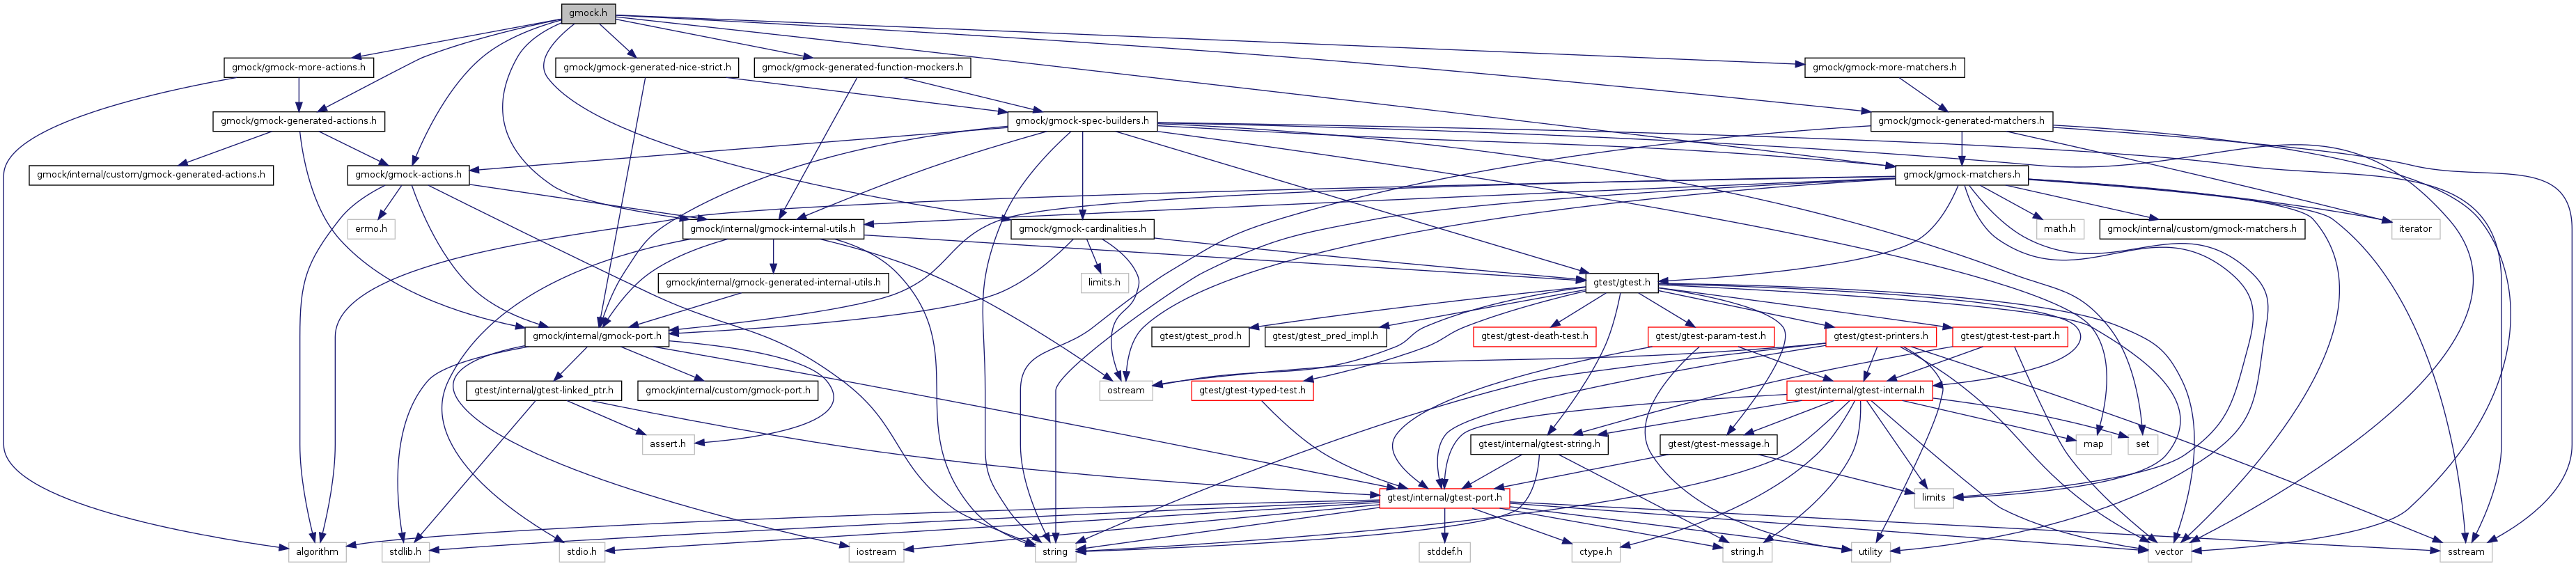 gmock.h
gmock/gmock-more-actions.h
gmock/gmock-generated-nice-strict.h
gmock/gmock-generated-function-mockers.h
gmock/gmock-more-matchers.h
gmock/gmock-generated-actions.h
gmock/gmock-spec-builders.h
gmock/gmock-generated-matchers.h
gmock/internal/custom/gmock-generated-actions.h
gmock/gmock-actions.h
gmock/gmock-matchers.h
errno.h
gmock/internal/gmock-internal-utils.h
gmock/gmock-cardinalities.h
math.h
gmock/internal/custom/gmock-matchers.h
iterator
gmock/internal/gmock-generated-internal-utils.h
limits.h
gtest/gtest.h
gmock/internal/gmock-port.h
gtest/gtest_prod.h
gtest/gtest_pred_impl.h
gtest/gtest-death-test.h
gtest/gtest-param-test.h
gtest/gtest-printers.h
gtest/gtest-test-part.h
gtest/internal/gtest-linked_ptr.h
gmock/internal/custom/gmock-port.h
ostream
gtest/gtest-typed-test.h
gtest/internal/gtest-internal.h
assert.h
gtest/internal/gtest-string.h
gtest/gtest-message.h
map
set
gtest/internal/gtest-port.h
limits
algorithm
stdlib.h
stdio.h
iostream
string
stddef.h
ctype.h
string.h
utility
vector
sstream